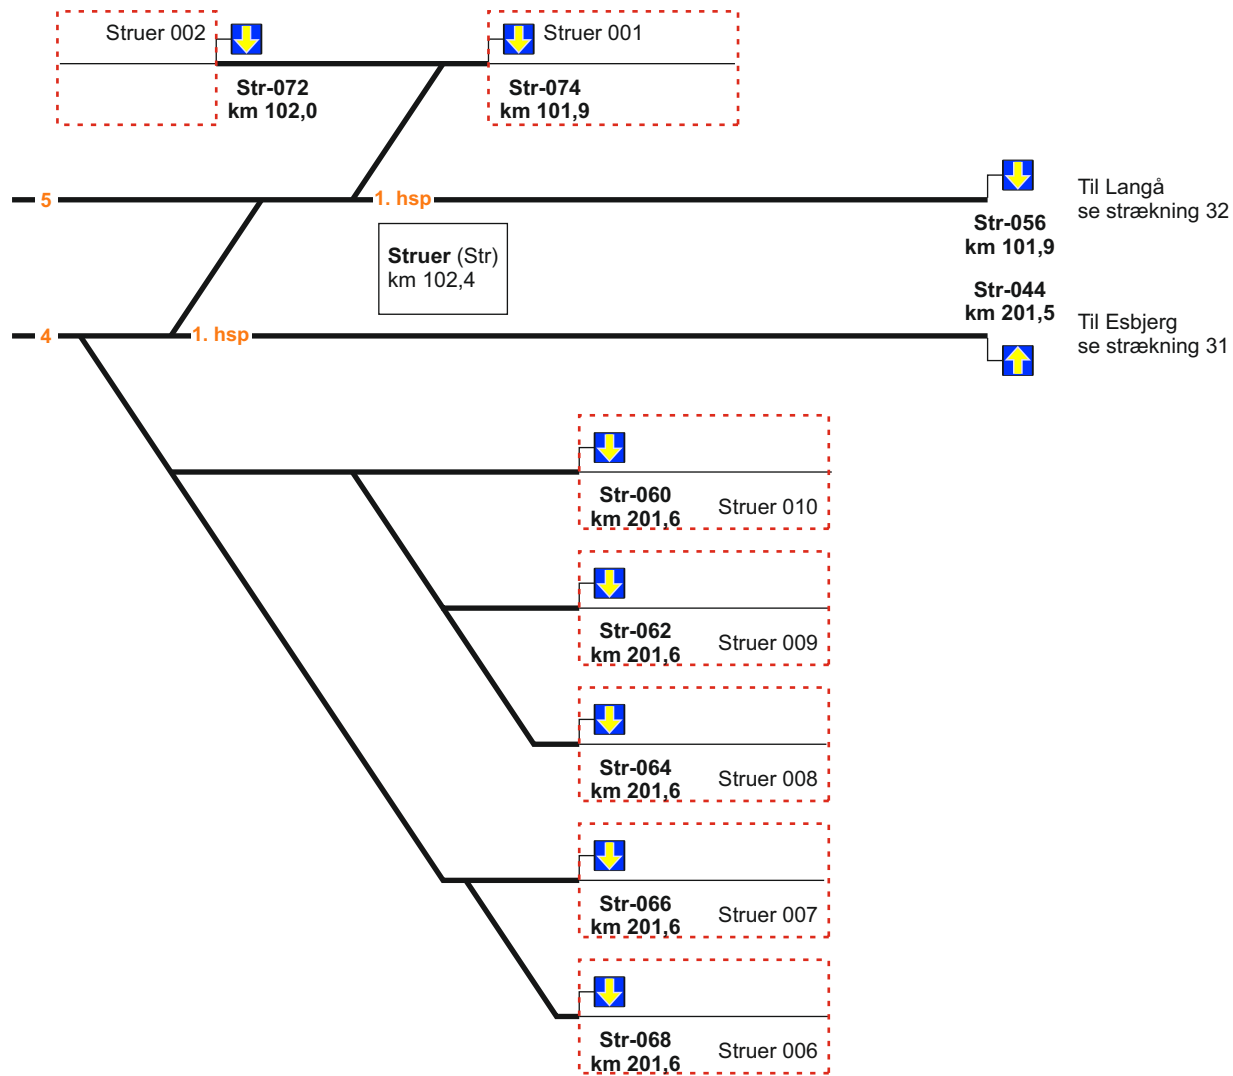 Struer 002
Struer 001
Str-072
km 102,0
Str-074
km 101,9
5
1. hsp
Til Langå
se strækning 32
Str-056
km 101,9
Struer (Str)
km 102,4
Str-044
km 201,5
4
1. hsp
Til Esbjerg
se strækning 31
Str-060
km 201,6
Struer 010
Str-062
km 201,6
Struer 009
Str-064
km 201,6
Struer 008
Str-066
km 201,6
Struer 007
Str-068
km 201,6
Struer 006